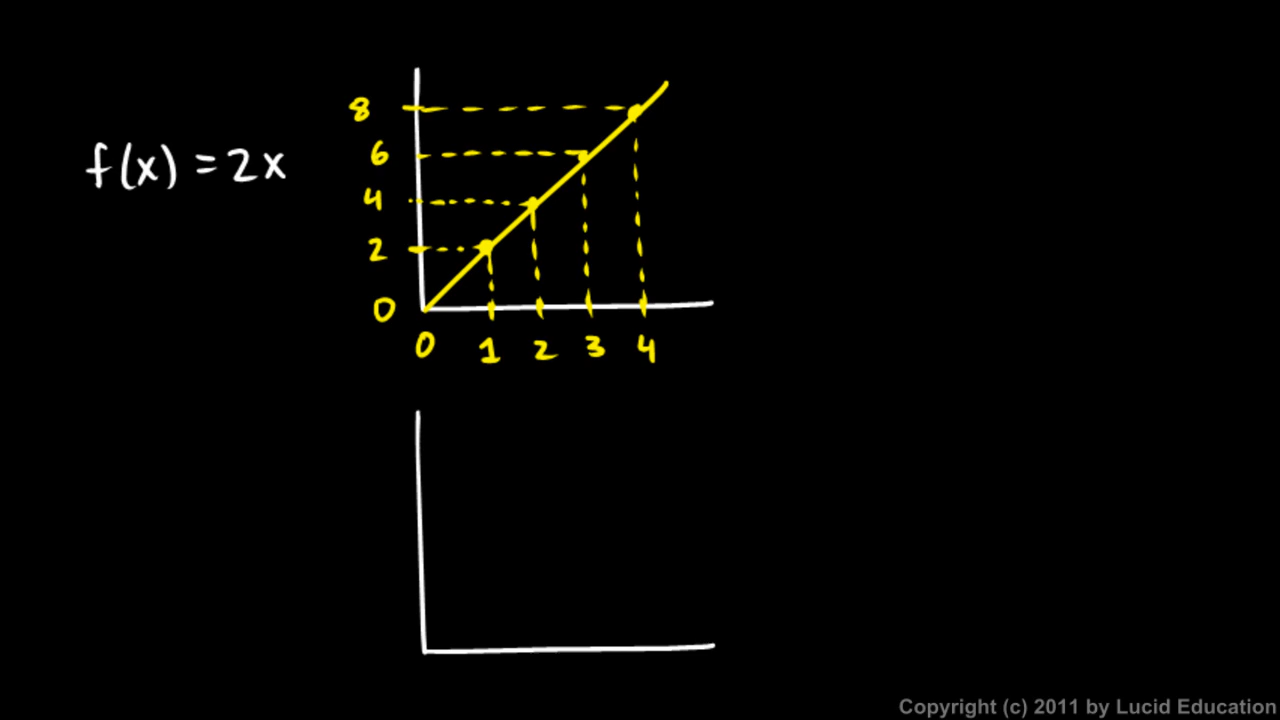 f(x) = 2x
8
6
4
2
0
0 1 2 3 4
Copyright (c) 2011 by Lucid Education